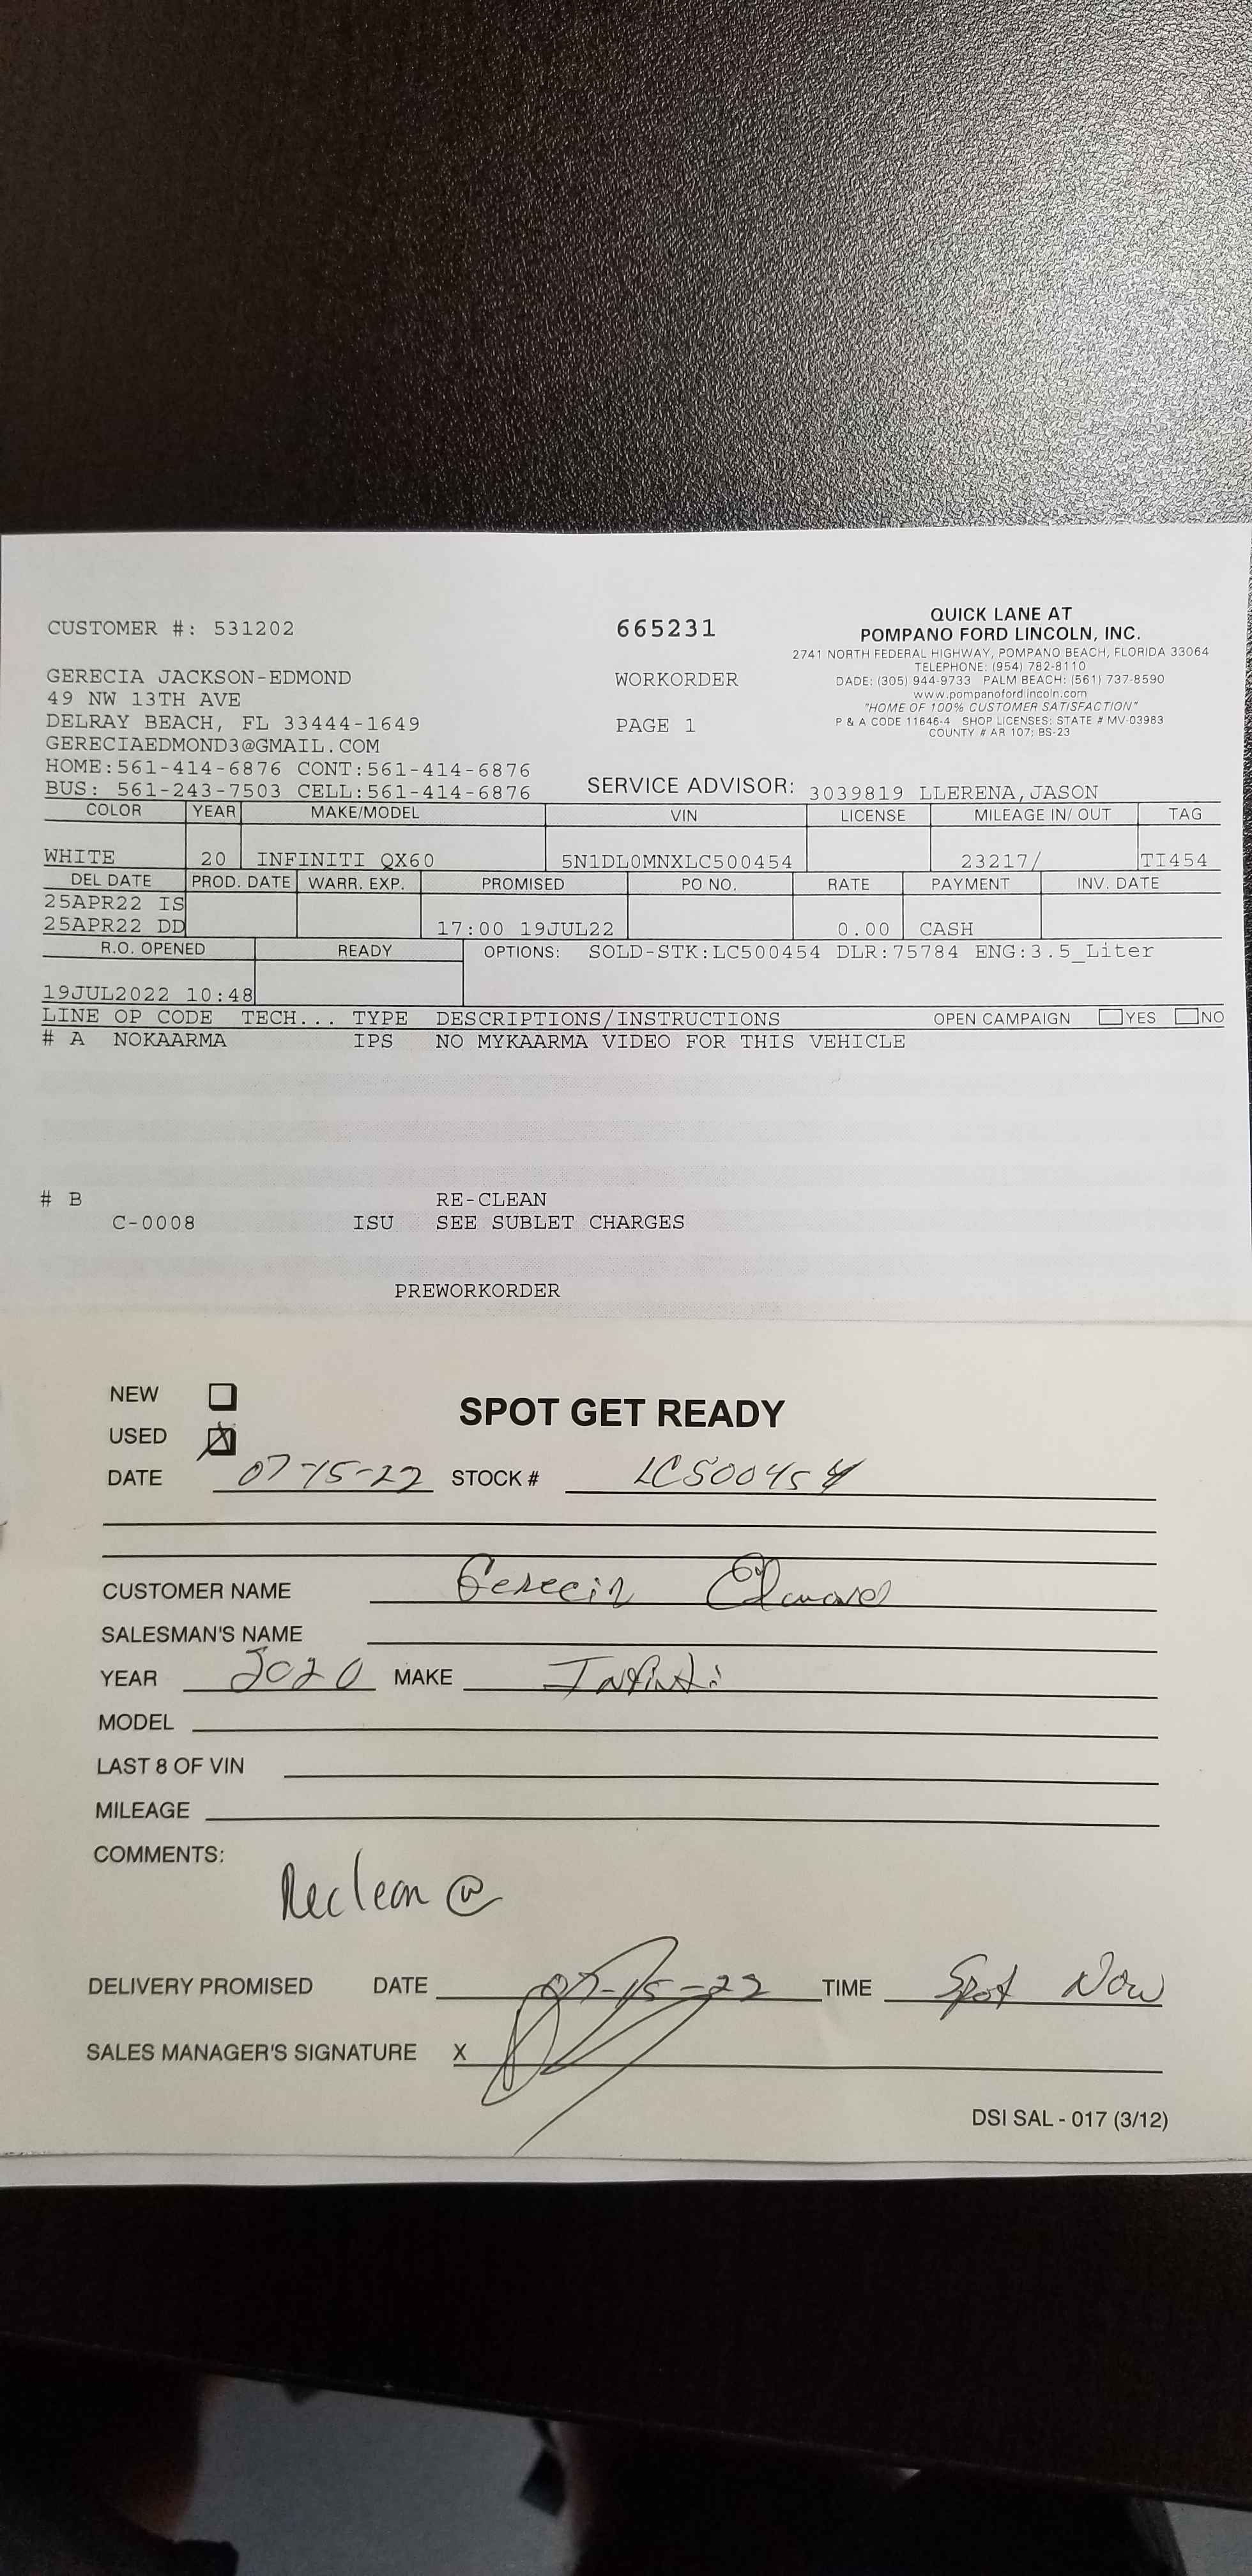 CUSTOMER #: 531202
665231
QUICK LANE AT
POMPANO FORD LINCOLN, INC.
2741 NORTH FEDERAL HIGHWAY, POMPANO BEACH, FLORIDA 33064
TELEPHONE: (954) 782-8110
DADE: (305) 944-9733 PALM BEACH: (561) 737-8590
www.pompanofordlincoln.com
"HOME OF 100% CUSTOMER SATISFACTION"
P & A CODE 11646-4 SHOP LICENSES: STATE # MV-03983
COUNTY # AR 107; BS-23
GERECIA JACKSON-EDMOND
49 NW 13TH AVE
DELRAY BEACH, FL 33444-1649
GERECIAEDMOND3@GMAIL.COM
HOME:561-414-6876 CONT:561-414-6876
BUS: 561-243-7503 CELL:561-414-6876
WORKORDER
PAGE 1
SERVICE ADVISOR: 3039819 LLERENA,JASON
COLOR YEAR MAKE/MODEL VIN LICENSE MILEAGE IN/ OUT TAG
WHITE 20 INFINITI QX60 5N1DL0MNXLC500454 23217/ TI454
DEL DATE PROD. DATE WARR. EXP. PROMISED PO NO. RATE PAYMENT INV. DATE
25APR22 IS
25APR22 DD 17:00 19JUL22 0.00 CASH
R.O. OPENED READY OPTIONS: SOLD-STK:LC500454 DLR:75784 ENG:3.5_Liter
19JUL2022 10:48
LINE OP CODE TECH... TYPE DESCRIPTIONS/INSTRUCTIONS OPEN CAMPAIGN YES NO
# A NOKAARMA IPS NO MYKAARMA VIDEO FOR THIS VEHICLE
# B RE-CLEAN
C-0008 ISU SEE SUBLET CHARGES
PREWORKORDER
NEW
SPOT GET READY
USED
DATE 07-15-22 STOCK # LC500454
CUSTOMER NAME Gerecia Edmond
SALESMAN'S NAME
YEAR 2020 MAKE Infiniti
MODEL
LAST 8 OF VIN
MILEAGE
COMMENTS:
Reclean @
DELIVERY PROMISED DATE 07-15-22 TIME Spot Now
SALES MANAGER'S SIGNATURE X
DSI SAL - 017 (3/12)